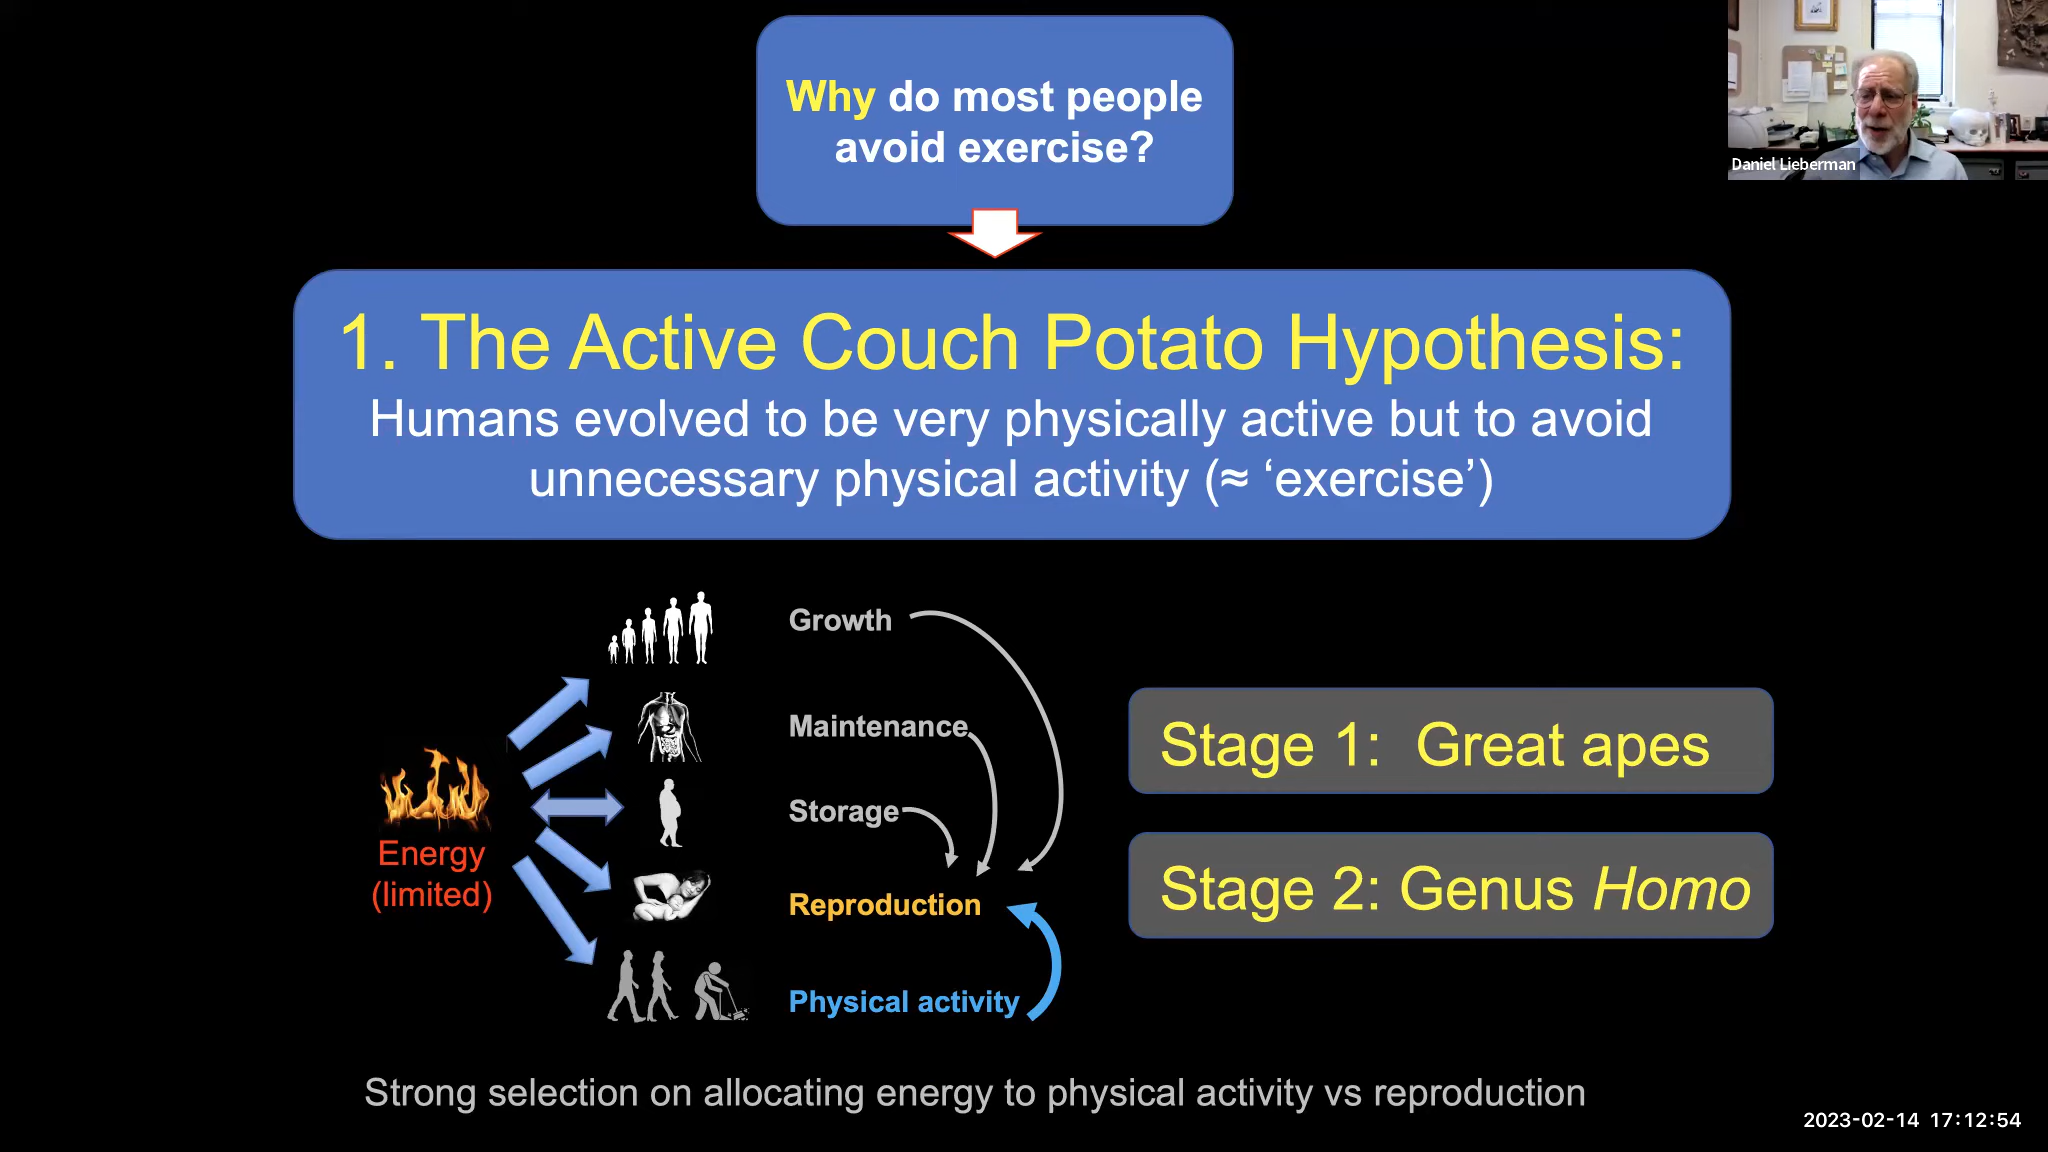 Why do most people
avoid exercise?
Daniel Lieberman
1. The Active Couch Potato Hypothesis:
Humans evolved to be very physically active but to avoid
unnecessary physical activity (≈ ‘exercise’)
Growth
Maintenance
Storage
Reproduction
Physical activity
Energy
(limited)
Stage 1: Great apes
Stage 2: Genus Homo
Strong selection on allocating energy to physical activity vs reproduction
2023-02-14 17:12:54